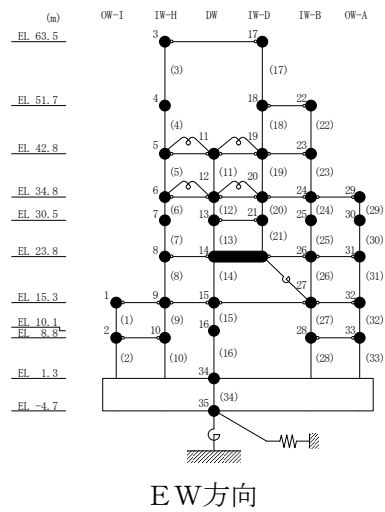 (m) OW-I IW-H DW IW-D IW-B OW-A
EL 63.5 3 17
(3) (17)
EL 51.7 4 18 22
(4) 11 19 (18) (22)
EL 42.8 5 23
(5) 12 (11) 20 (19) (23)
EL 34.8 6 24 29
(6) (12) (20) (24) (29)
EL 30.5 7 13 21 25 30
(7) (13) (21) (25) (30)
EL 23.8 8 14 26 31
(8) (14) 27 (26) (31)
EL 15.3 1 9 15 32
(1) (9) (15) (27) (32)
EL 10.1 16
EL 8.8 2 10 28 33
(2) (10) (16) (28) (33)
EL 1.3 34
(34)
EL -4.7 35
EW方向